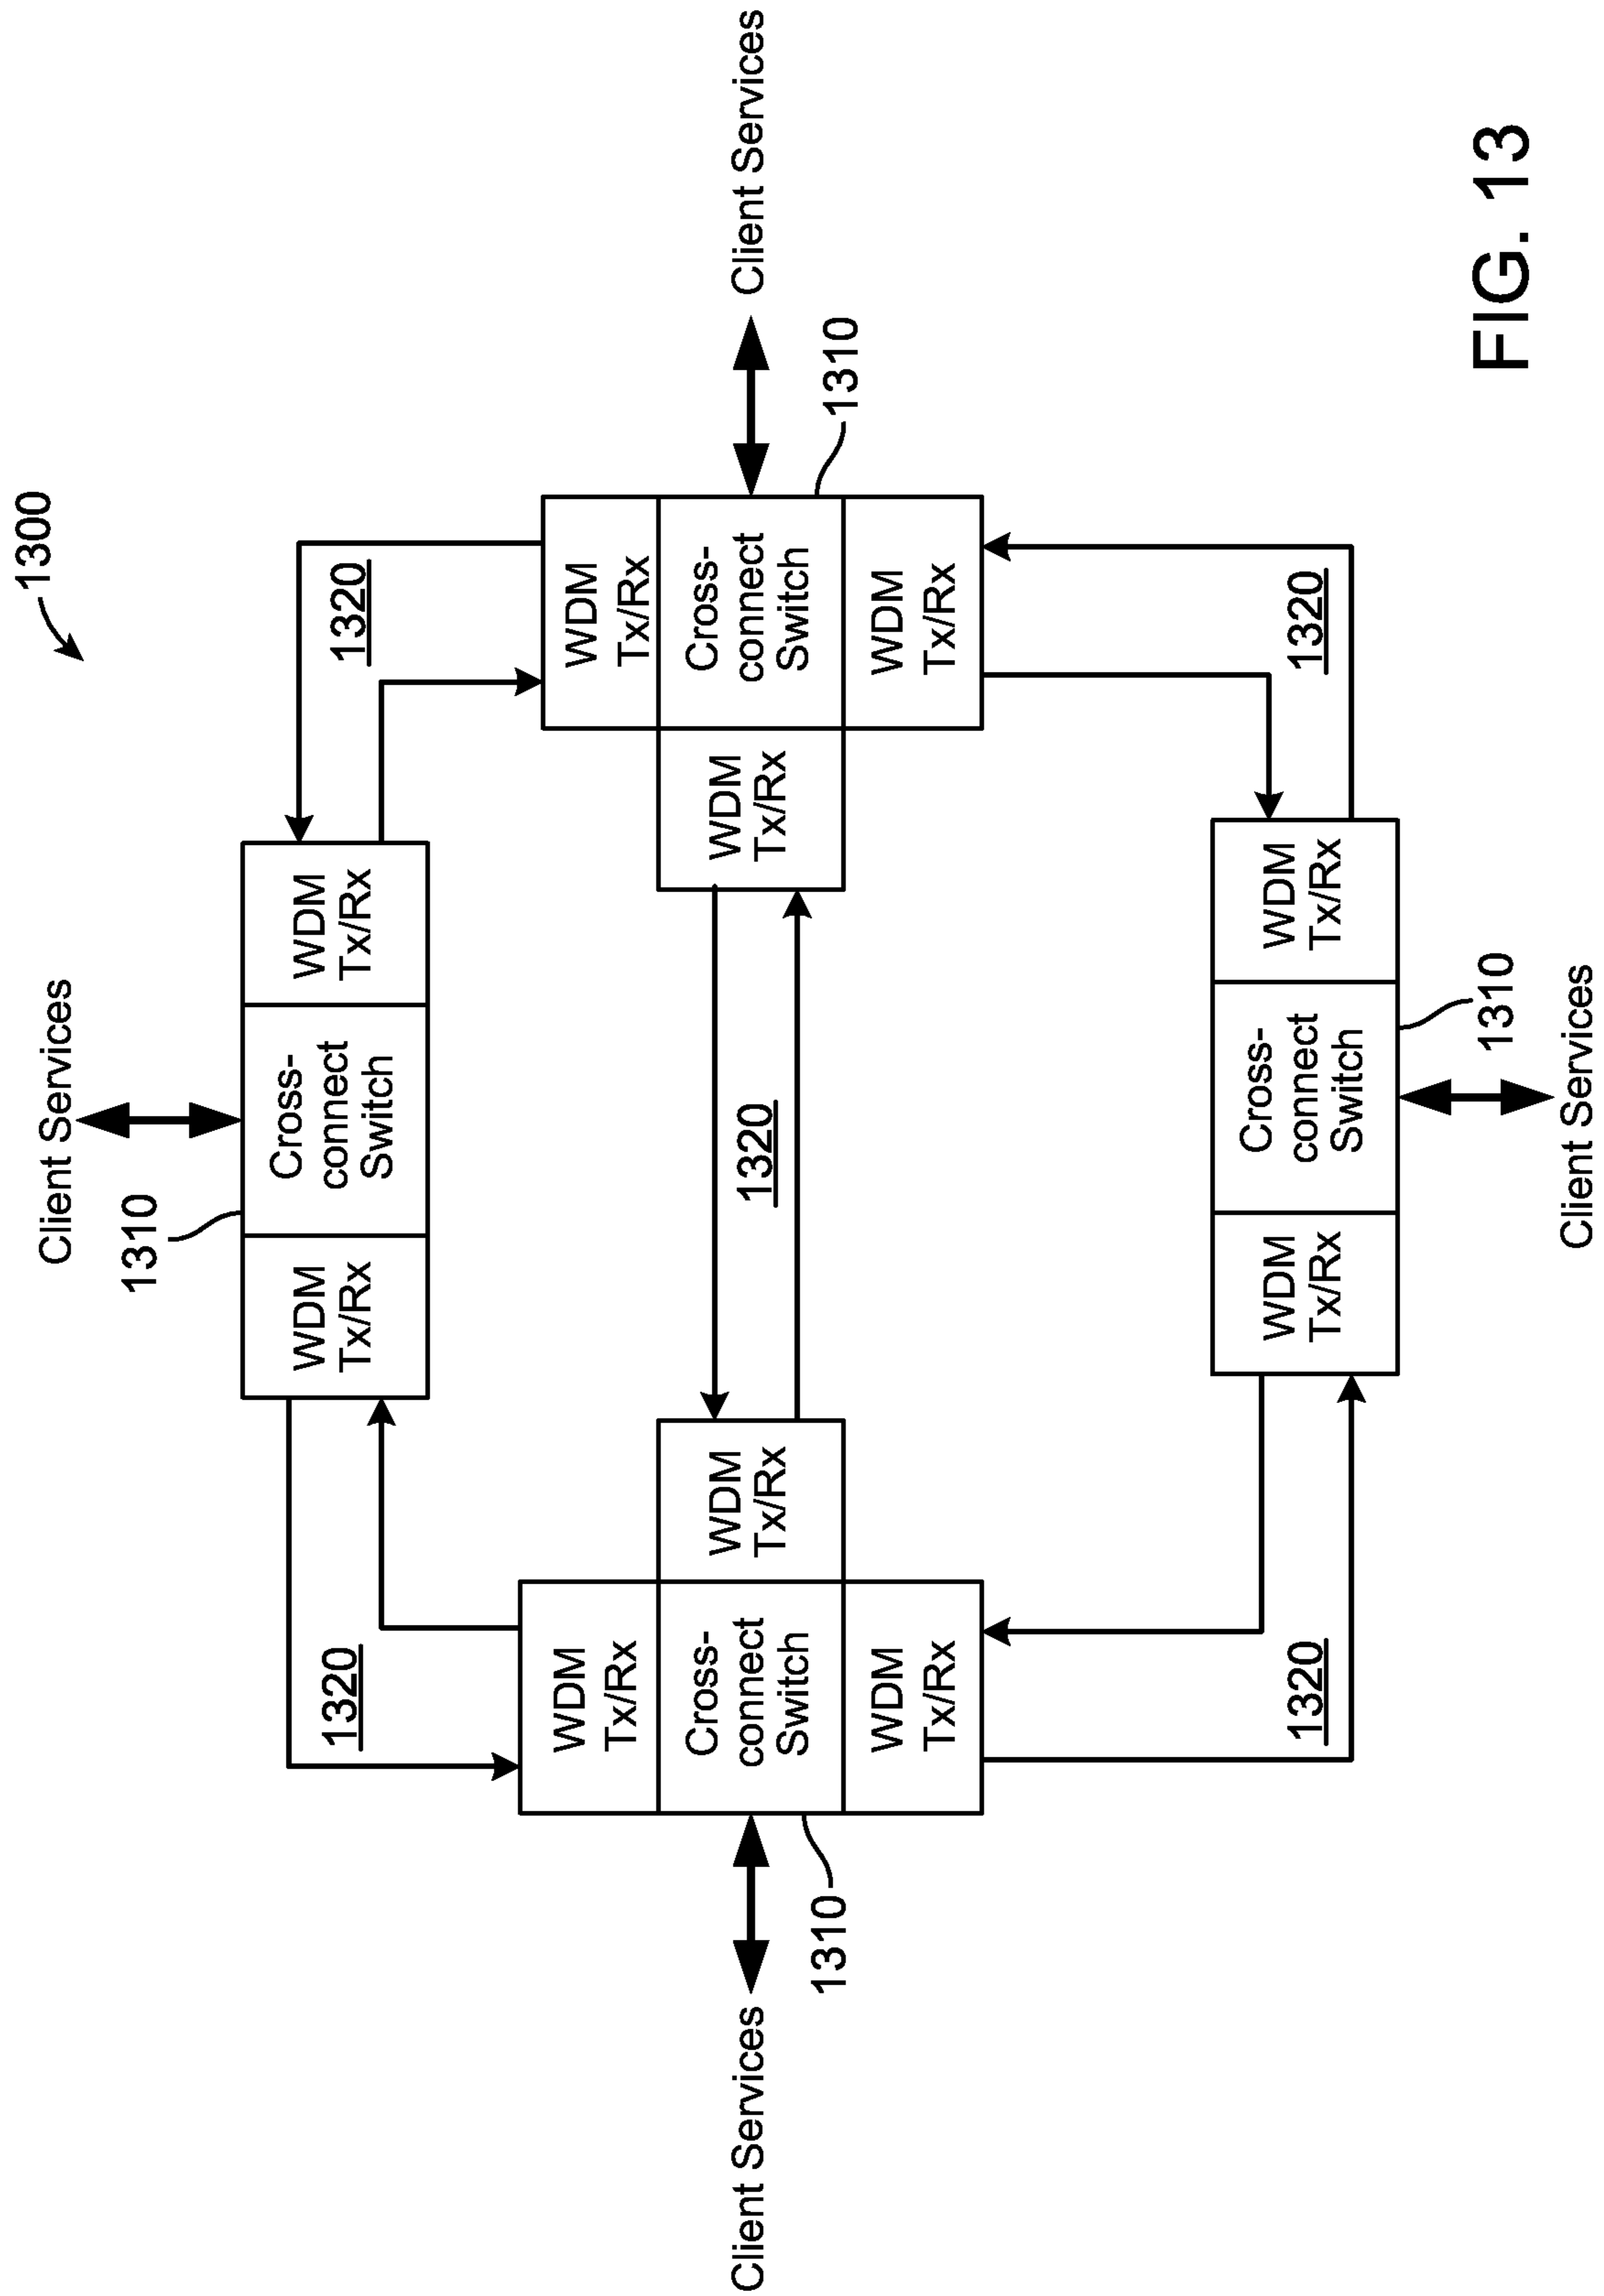 1300
Client Services
1310
WDM
Tx/Rx
Cross-
connect
Switch
WDM
Tx/Rx
1320
1320
WDM
Tx/Rx
WDM
Tx/Rx
Client Services
Cross-
connect
Switch
WDM
Tx/Rx
1320
WDM
Tx/Rx
Cross-
connect
Switch
Client Services
1310
1310
WDM
Tx/Rx
WDM
Tx/Rx
1320
1320
WDM
Tx/Rx
Cross-
connect
Switch
WDM
Tx/Rx
1310
Client Services
FIG. 13